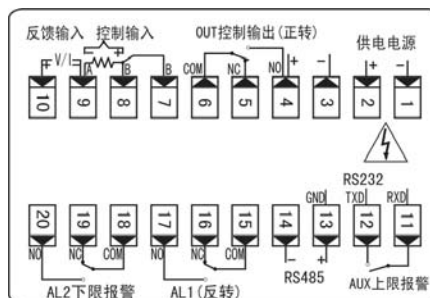 反馈输入 控制输入 OUT控制输出(正转) 供电电源
+ V/I - + A B B COM NC NO + - + -
10 9 8 7 6 5 4 3 2 1
RS232
GND TXD RXD
20 19 18 17 16 15 14 13 12 11
NO NC COM NO NC COM - +
RS485
AL2下限报警 AL1(反转) AUX上限报警